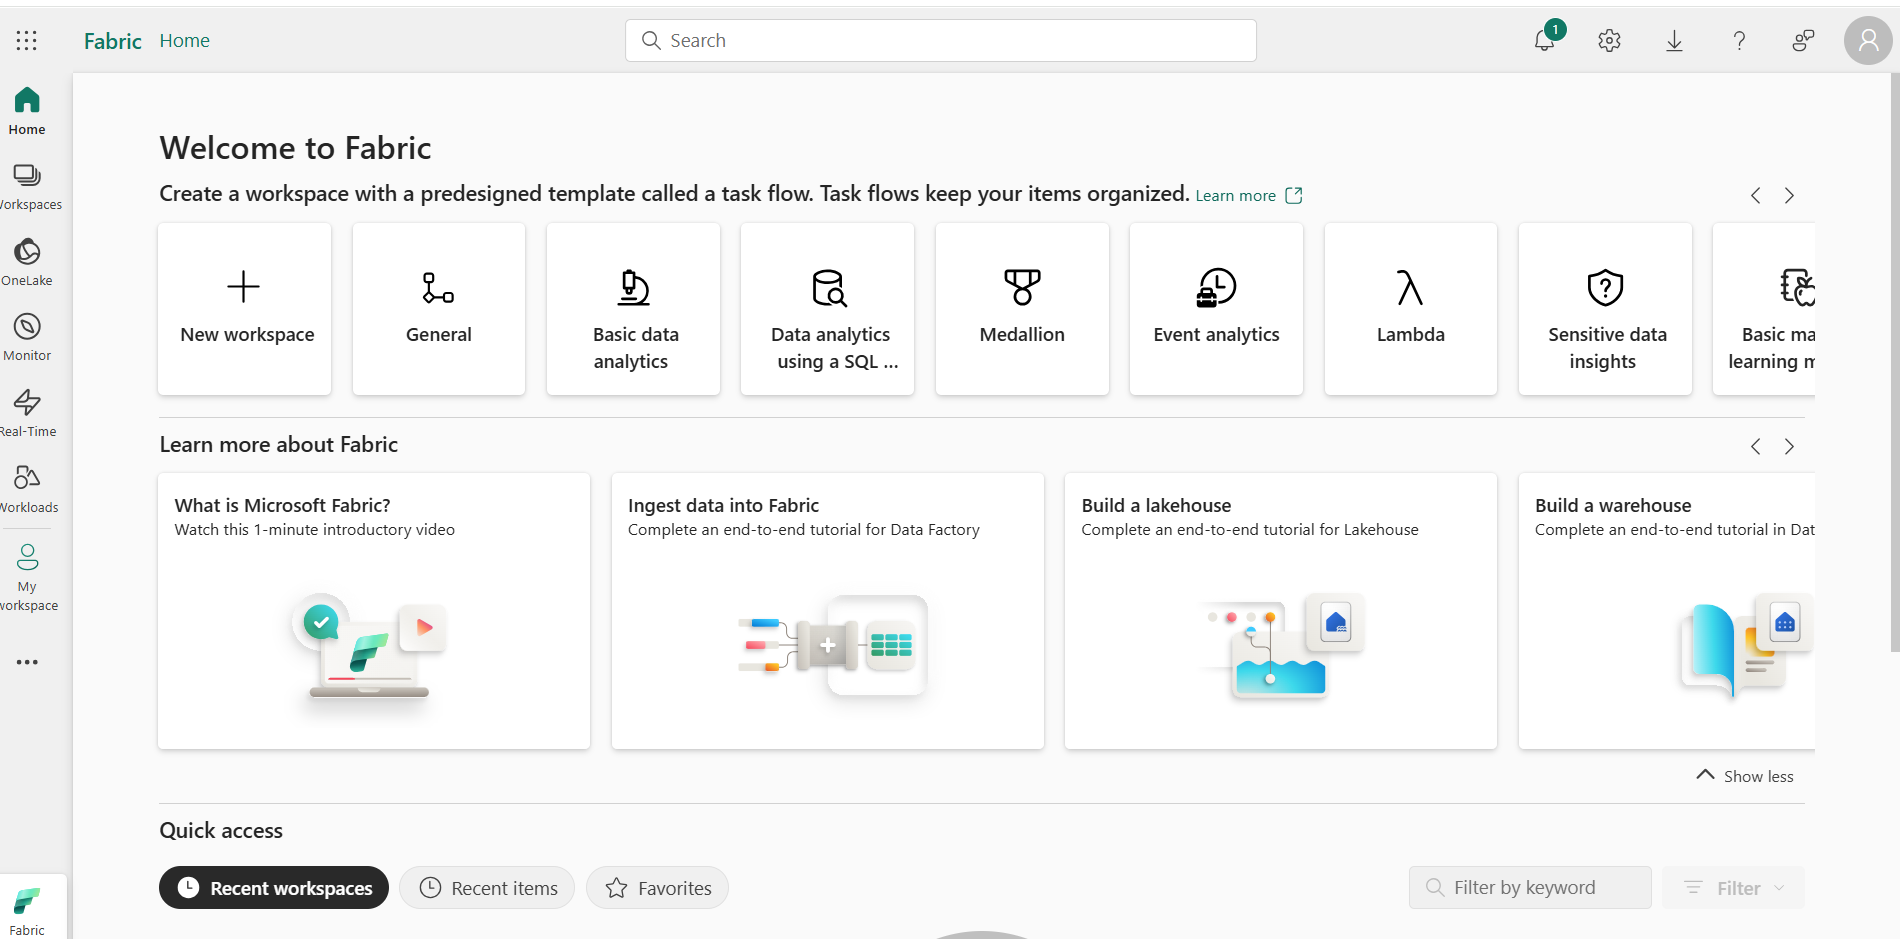 Fabric Home
Search
1
Home
Workspaces
OneLake
Monitor
Real-Time
Workloads
My
workspace
Fabric
Welcome to Fabric
Create a workspace with a predesigned template called a task flow. Task flows keep your items organized. Learn more
New workspace
General
Basic data
analytics
Data analytics
using a SQL ...
Medallion
Event analytics
Lambda
Sensitive data
insights
Basic ma
learning m
Learn more about Fabric
What is Microsoft Fabric?
Watch this 1-minute introductory video
Ingest data into Fabric
Complete an end-to-end tutorial for Data Factory
Build a lakehouse
Complete an end-to-end tutorial for Lakehouse
Build a warehouse
Complete an end-to-end tutorial in Dat
Show less
Quick access
Recent workspaces
Recent items
Favorites
Filter by keyword
Filter